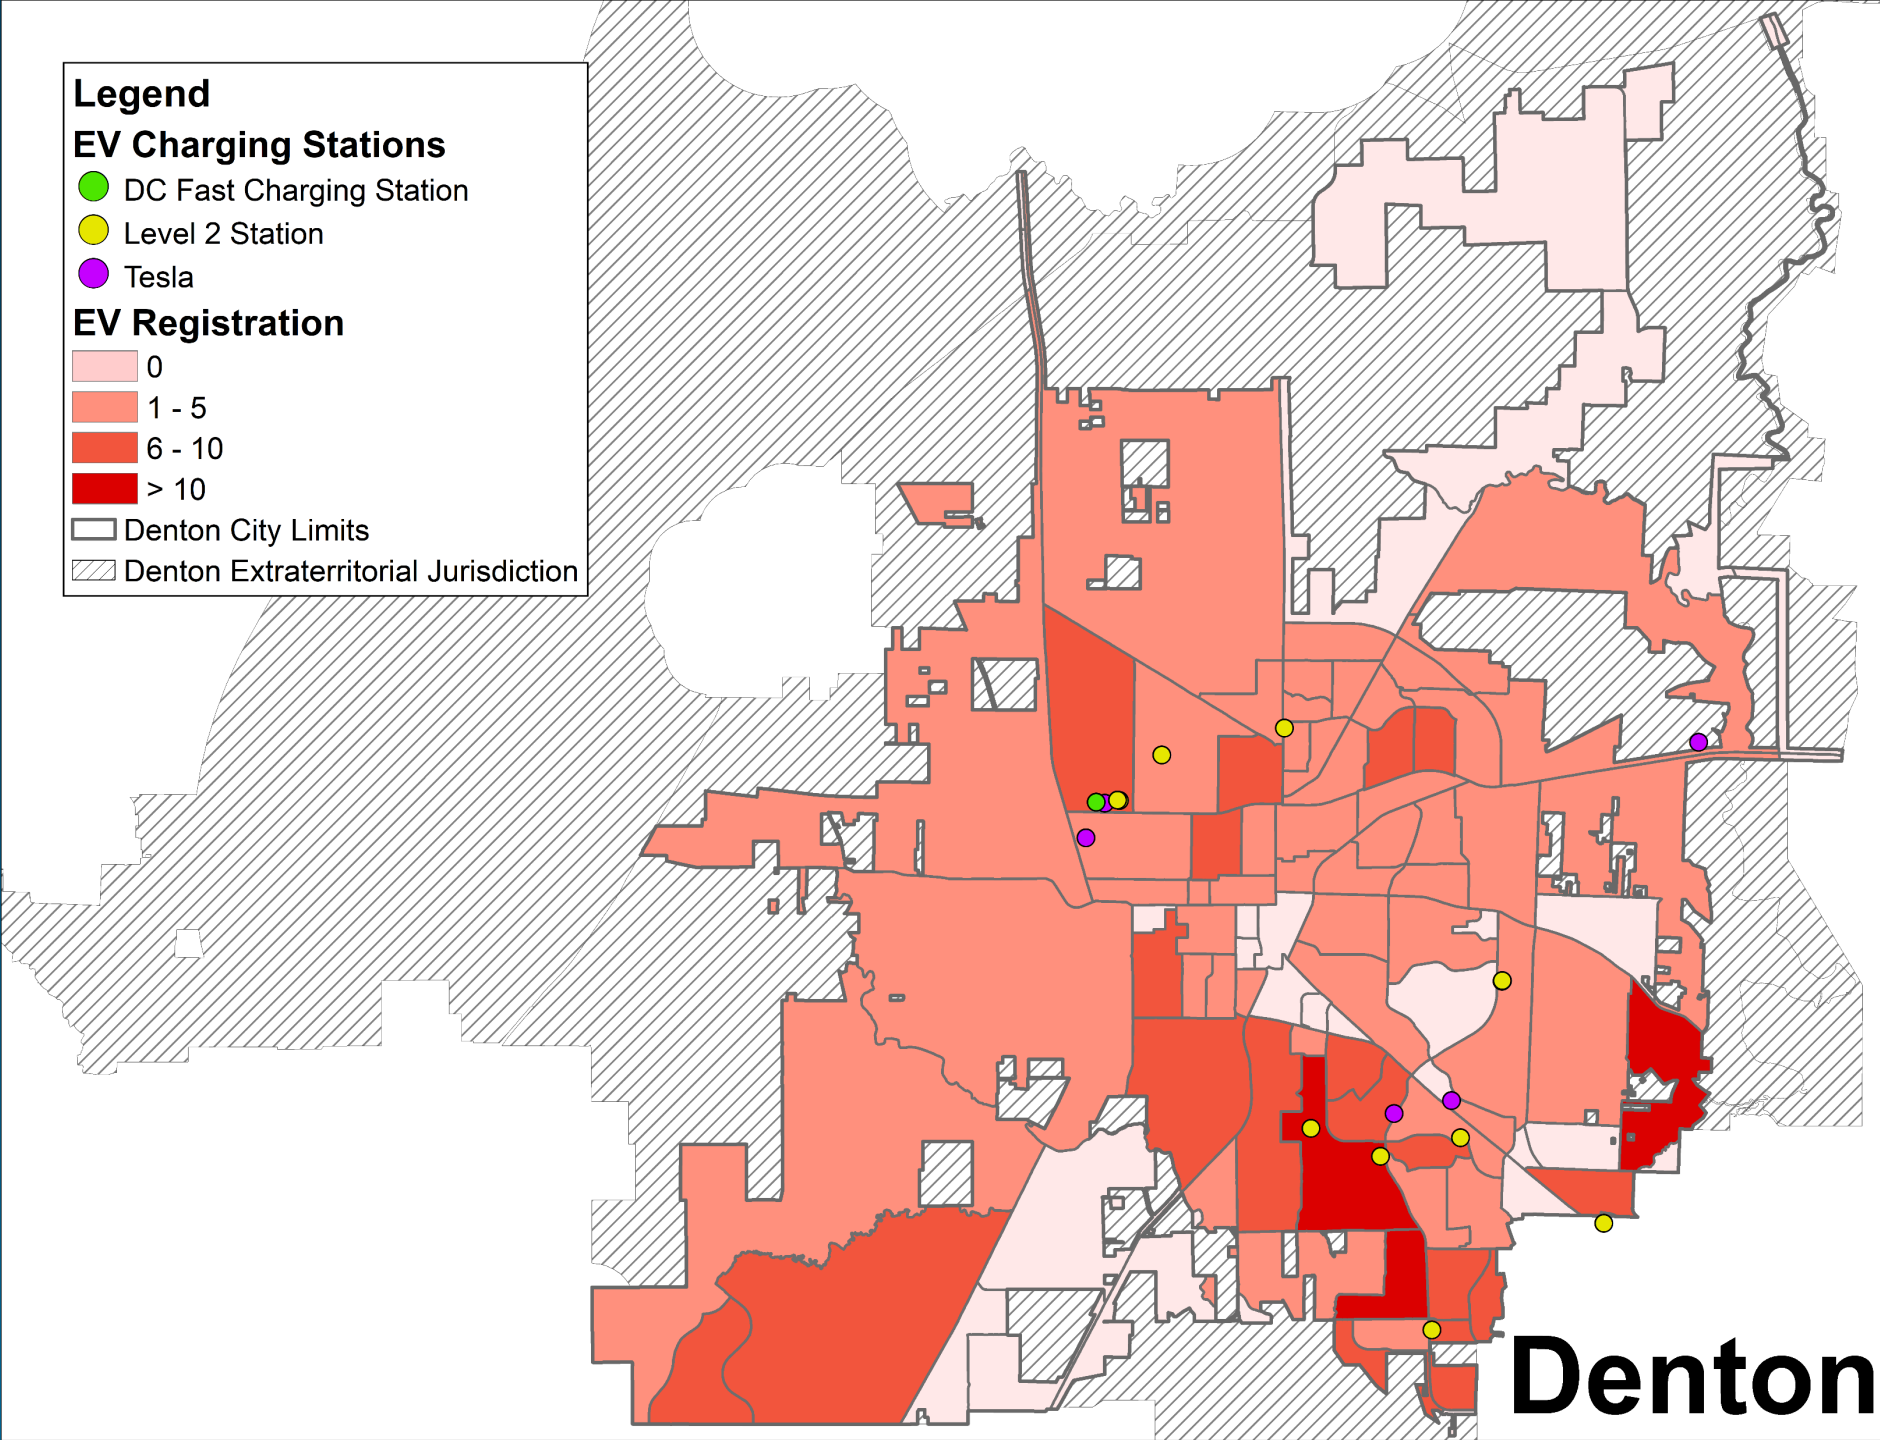 Legend
EV Charging Stations
DC Fast Charging Station
Level 2 Station
Tesla
EV Registration
0
1 - 5
6 - 10
> 10
Denton City Limits
Denton Extraterritorial Jurisdiction
Denton